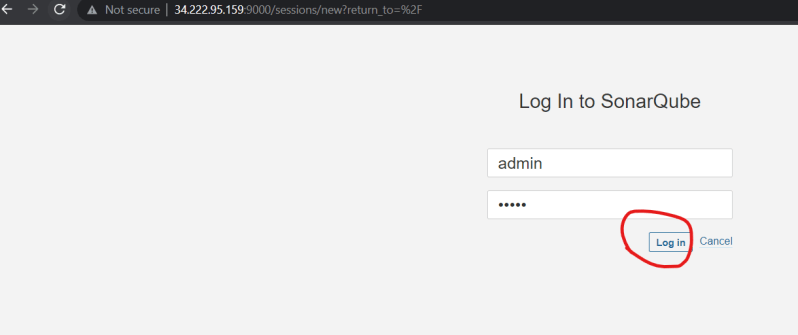 Not secure | 34.222.95.159:9000/sessions/new?return_to=%2F
Log In to SonarQube
admin
•••••
Log in Cancel